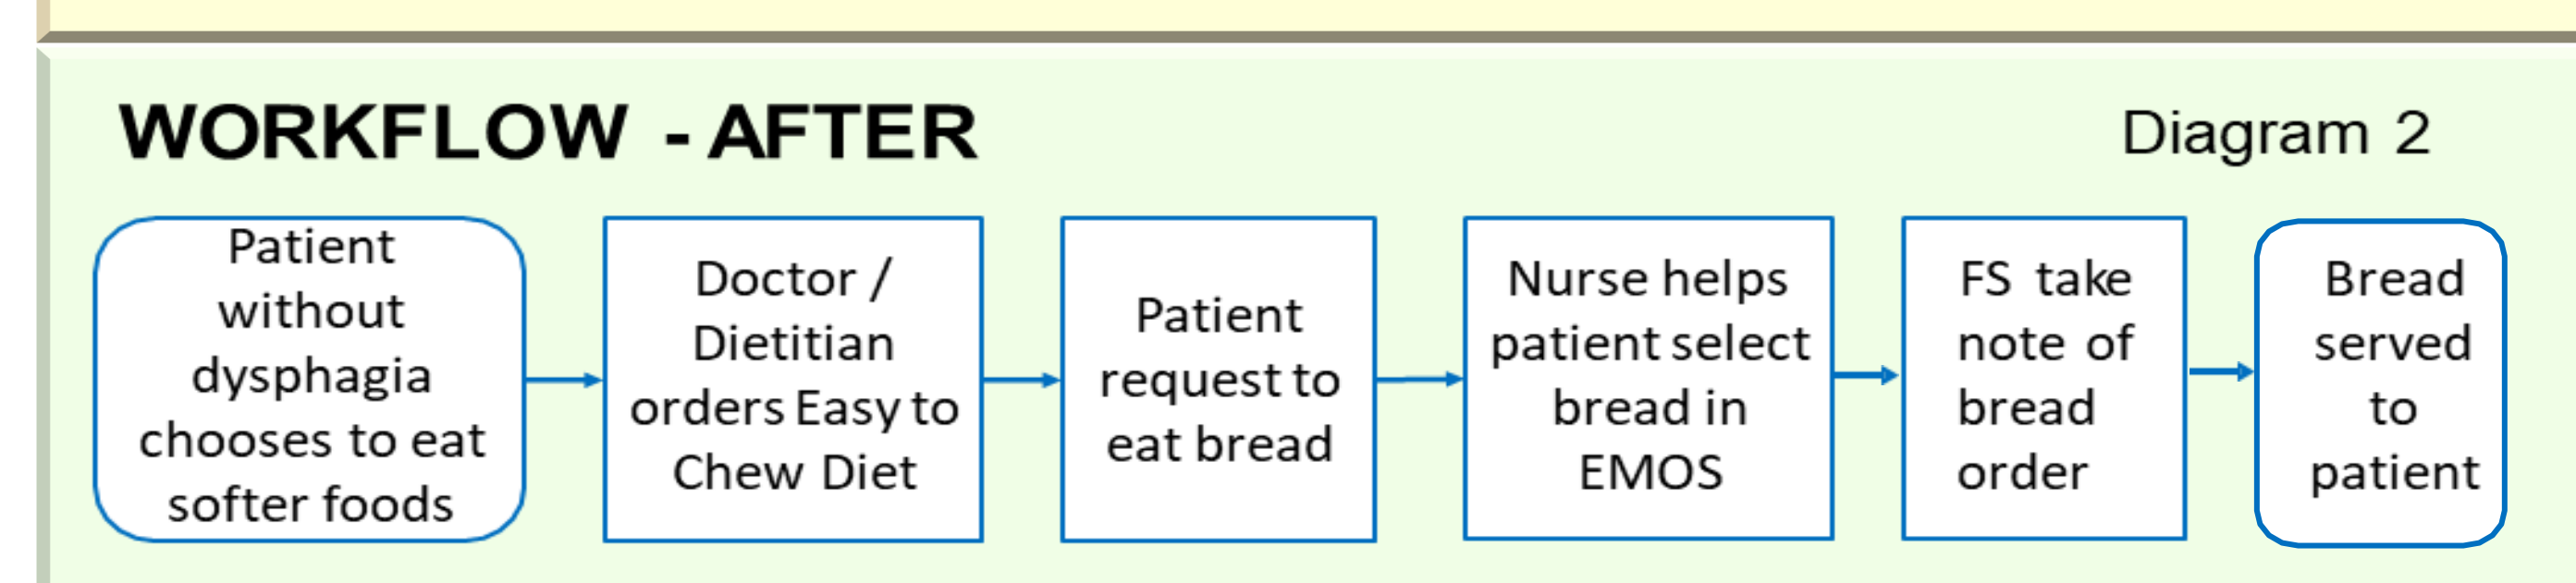 WORKFLOW - AFTER
Diagram 2
Patient
without
dysphagia
chooses to eat
softer foods
Doctor /
Dietitian
orders Easy to
Chew Diet
Patient
request to
eat bread
Nurse helps
patient select
bread in
EMOS
FS take
note of
bread
order
Bread
served
to
patient